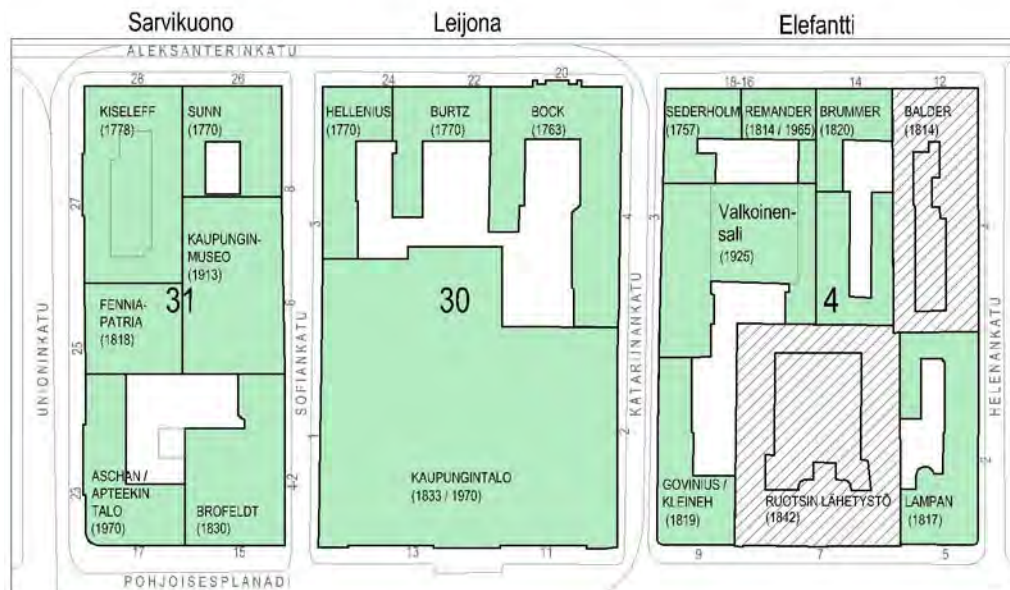 Sarvikuono
Leijona
Elefantti
ALEKSANTERINKATU
28
26
24
22
20
18-16
14
12
KISELEFF
(1778)
SUNN
(1770)
HELLENIUS
(1770)
BURTZ
(1770)
BOCK
(1763)
SEDERHOLM
(1757)
REMANDER
(1814 / 1965)
BRUMMER
(1820)
BALDER
(1814)
27
8
3
4
3
4
KAUPUNGIN-
MUSEO
(1913)
Valkoinen-
sali
(1925)
31
30
4
FENNIA-
PATRIA
(1818)
25
6
UNIONINKATU
SOFIANKATU
KATARIINANKATU
HELENANKATU
23
4-2
1
2
2
ASCHAN /
APTEEKIN
TALO
(1970)
BROFELDT
(1830)
KAUPUNGINTALO
(1833 / 1970)
GOVINIUS /
KLEINEH
(1819)
RUOTSIN LÄHETYSTÖ
(1842)
LAMPAN
(1817)
17
15
13
11
9
7
5
POHJOISESPLANADI